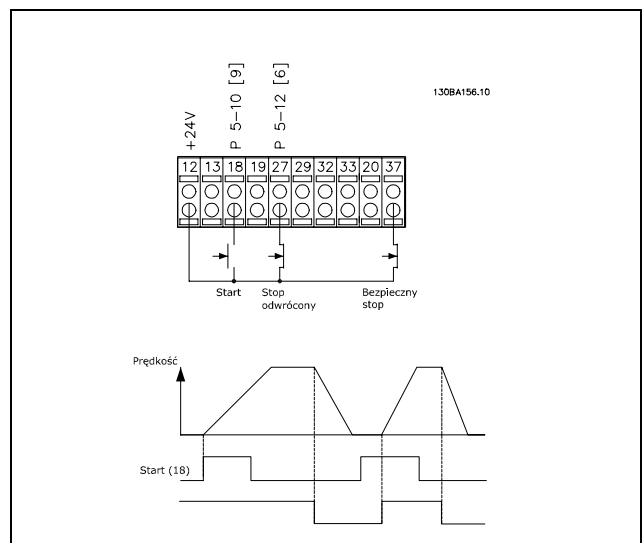 130BA156.10
+24V
P 5-10 [9]
P 5-12 [6]
12 13 18 19 27 29 32 33 20 37
Start
Stop
odwrócony
Bezpieczny
stop
Prędkość
Start (18)